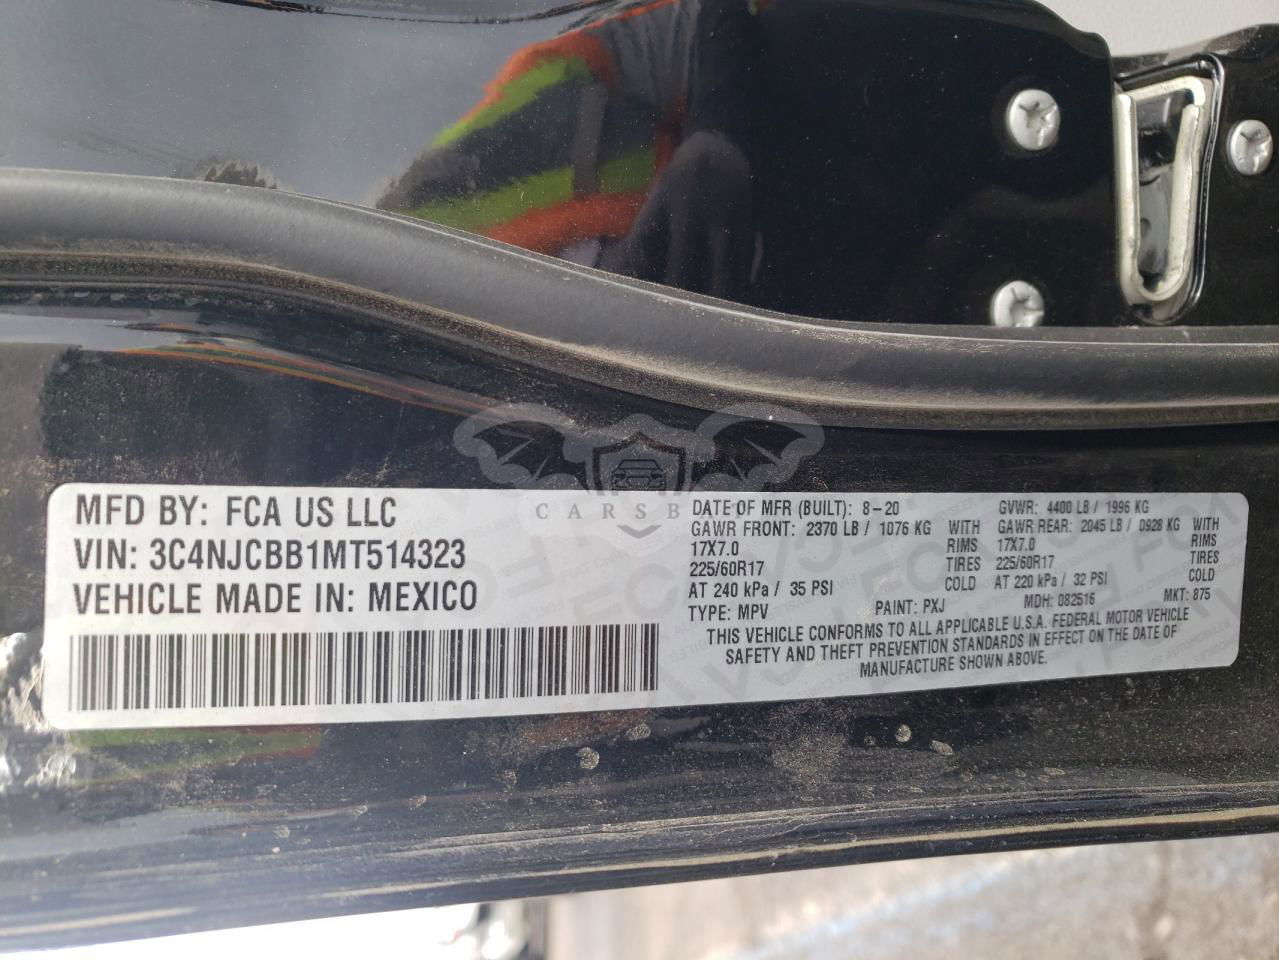 MFD BY: FCA US LLC
VIN: 3C4NJCBB1MT514323
VEHICLE MADE IN: MEXICO
CARSBA
DATE OF MFR (BUILT): 8-20 GVWR: 4400 LB / 1996 KG
GAWR FRONT: 2370 LB / 1076 KG WITH GAWR REAR: 2045 LB / 0928 KG WITH
17X7.0 RIMS 17X7.0 RIMS
225/60R17 TIRES 225/60R17 TIRES
AT 240 kPa / 35 PSI COLD AT 220 kPa / 32 PSI COLD
TYPE: MPV PAINT: PXJ MDH: 082516 MKT: 875
THIS VEHICLE CONFORMS TO ALL APPLICABLE U.S.A. FEDERAL MOTOR VEHICLE
SAFETY AND THEFT PREVENTION STANDARDS IN EFFECT ON THE DATE OF
MANUFACTURE SHOWN ABOVE.